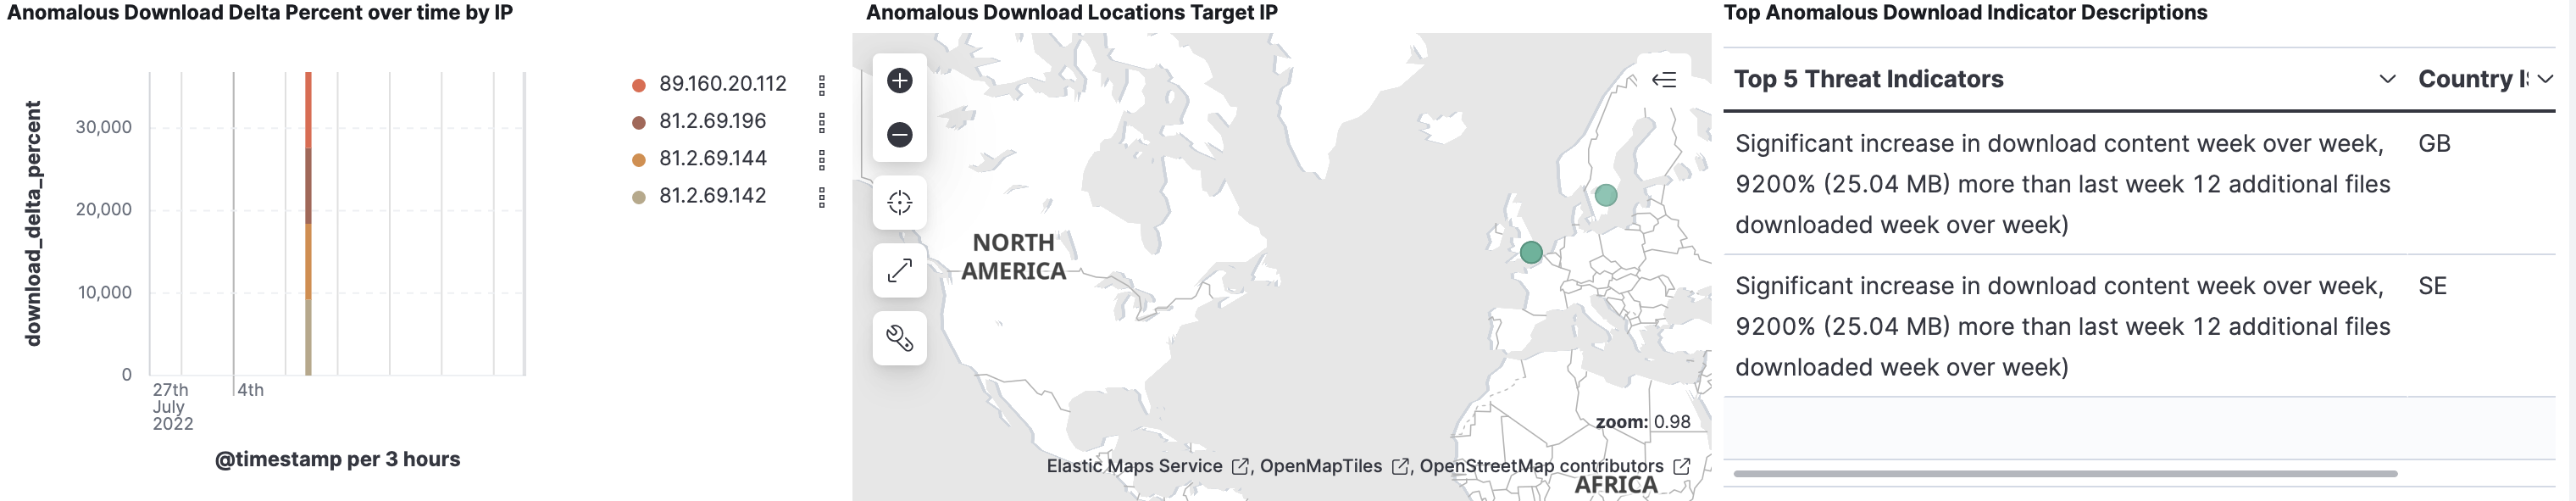 Anomalous Download Delta Percent over time by IP
download_delta_percent
30,000
20,000
10,000
0
27th
July
2022
4th
@timestamp per 3 hours
89.160.20.112
81.2.69.196
81.2.69.144
81.2.69.142
Anomalous Download Locations Target IP
NORTH
AMERICA
zoom: 0.98
Elastic Maps Service, OpenMapTiles, OpenStreetMap contributors
AFRICA
Top Anomalous Download Indicator Descriptions
Top 5 Threat Indicators Country
Significant increase in download content week over week, GB
9200% (25.04 MB) more than last week 12 additional files
downloaded week over week)
Significant increase in download content week over week, SE
9200% (25.04 MB) more than last week 12 additional files
downloaded week over week)